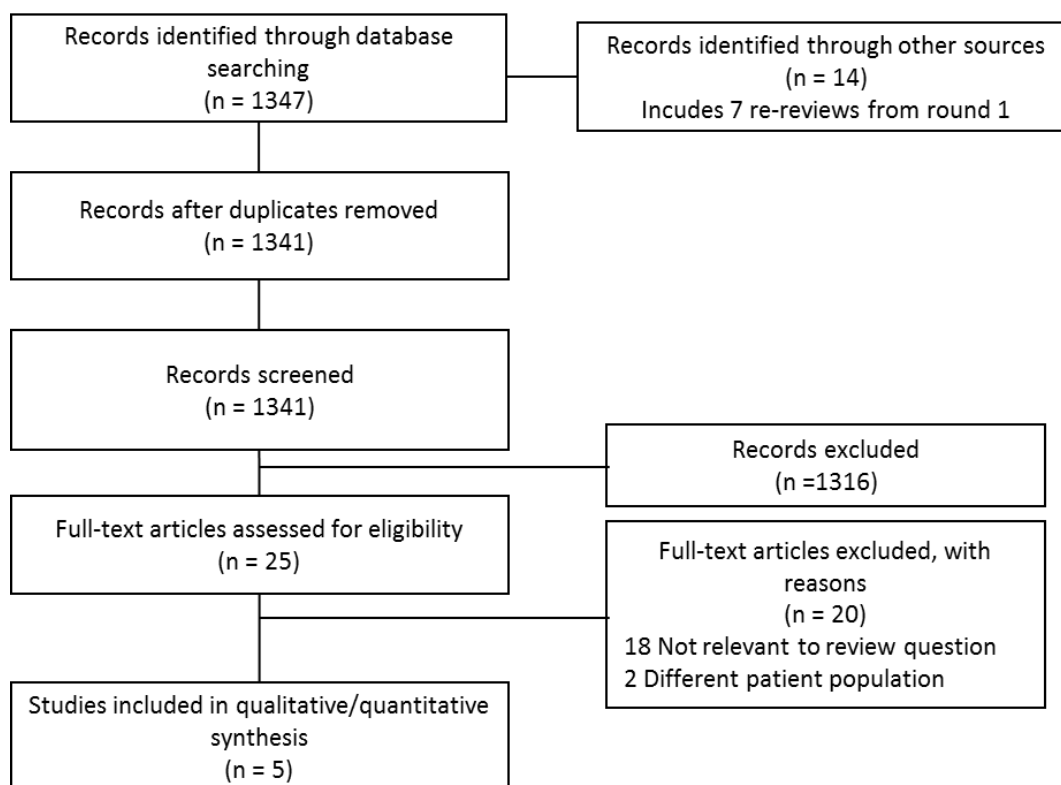 Records identified through database
searching
(n = 1347)
Records identified through other sources
(n = 14)
Incudes 7 re-reviews from round 1
Records after duplicates removed
(n = 1341)
Records screened
(n = 1341)
Records excluded
(n =1316)
Full-text articles assessed for eligibility
(n = 25)
Full-text articles excluded, with
reasons
(n = 20)
18 Not relevant to review question
2 Different patient population
Studies included in qualitative/quantitative
synthesis
(n = 5)